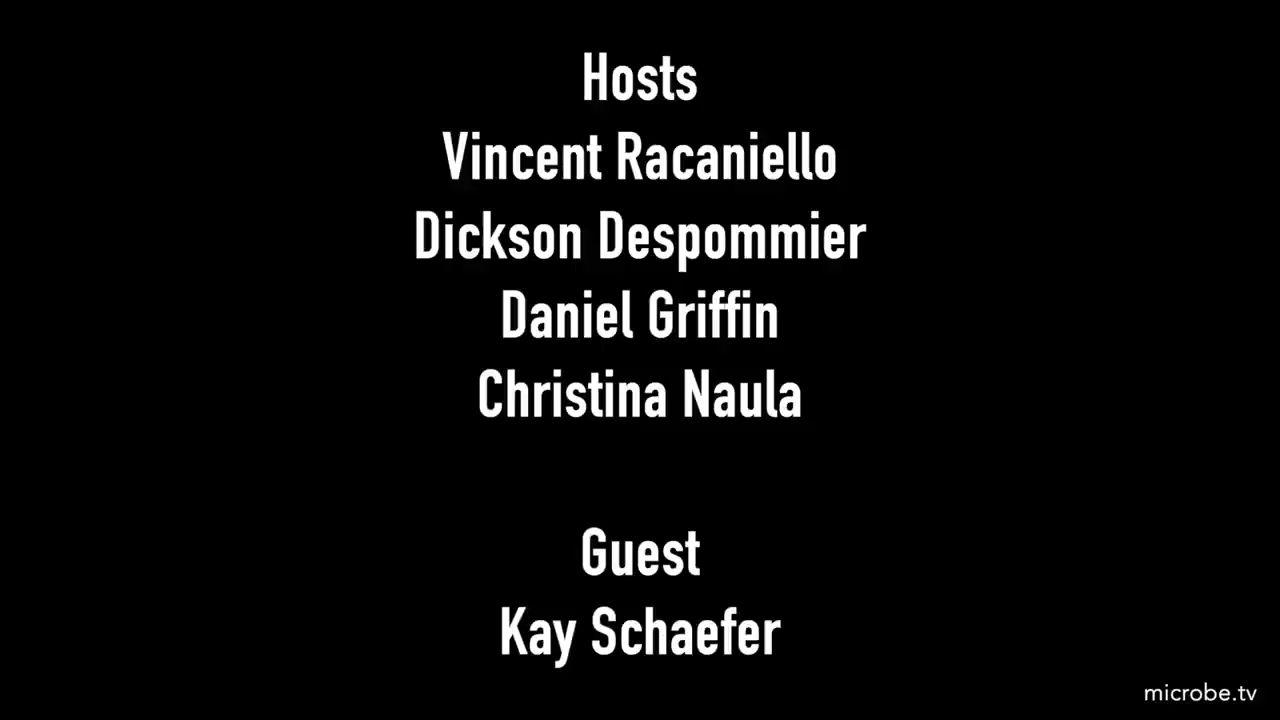 Hosts
Vincent Racaniello
Dickson Despommier
Daniel Griffin
Christina Naula
Guest
Kay Schaefer
microbe.tv